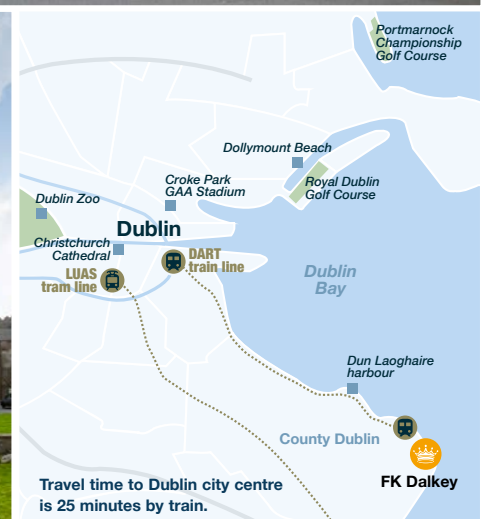 Portmarnock
Championship
Golf Course
Dollymount Beach
Croke Park
GAA Stadium
Royal Dublin
Golf Course
Dublin Zoo
Dublin
Christchurch
Cathedral
DART
train line
LUAS
tram line
Dublin
Bay
Dun Laoghaire
harbour
County Dublin
FK Dalkey
Travel time to Dublin city centre
is 25 minutes by train.